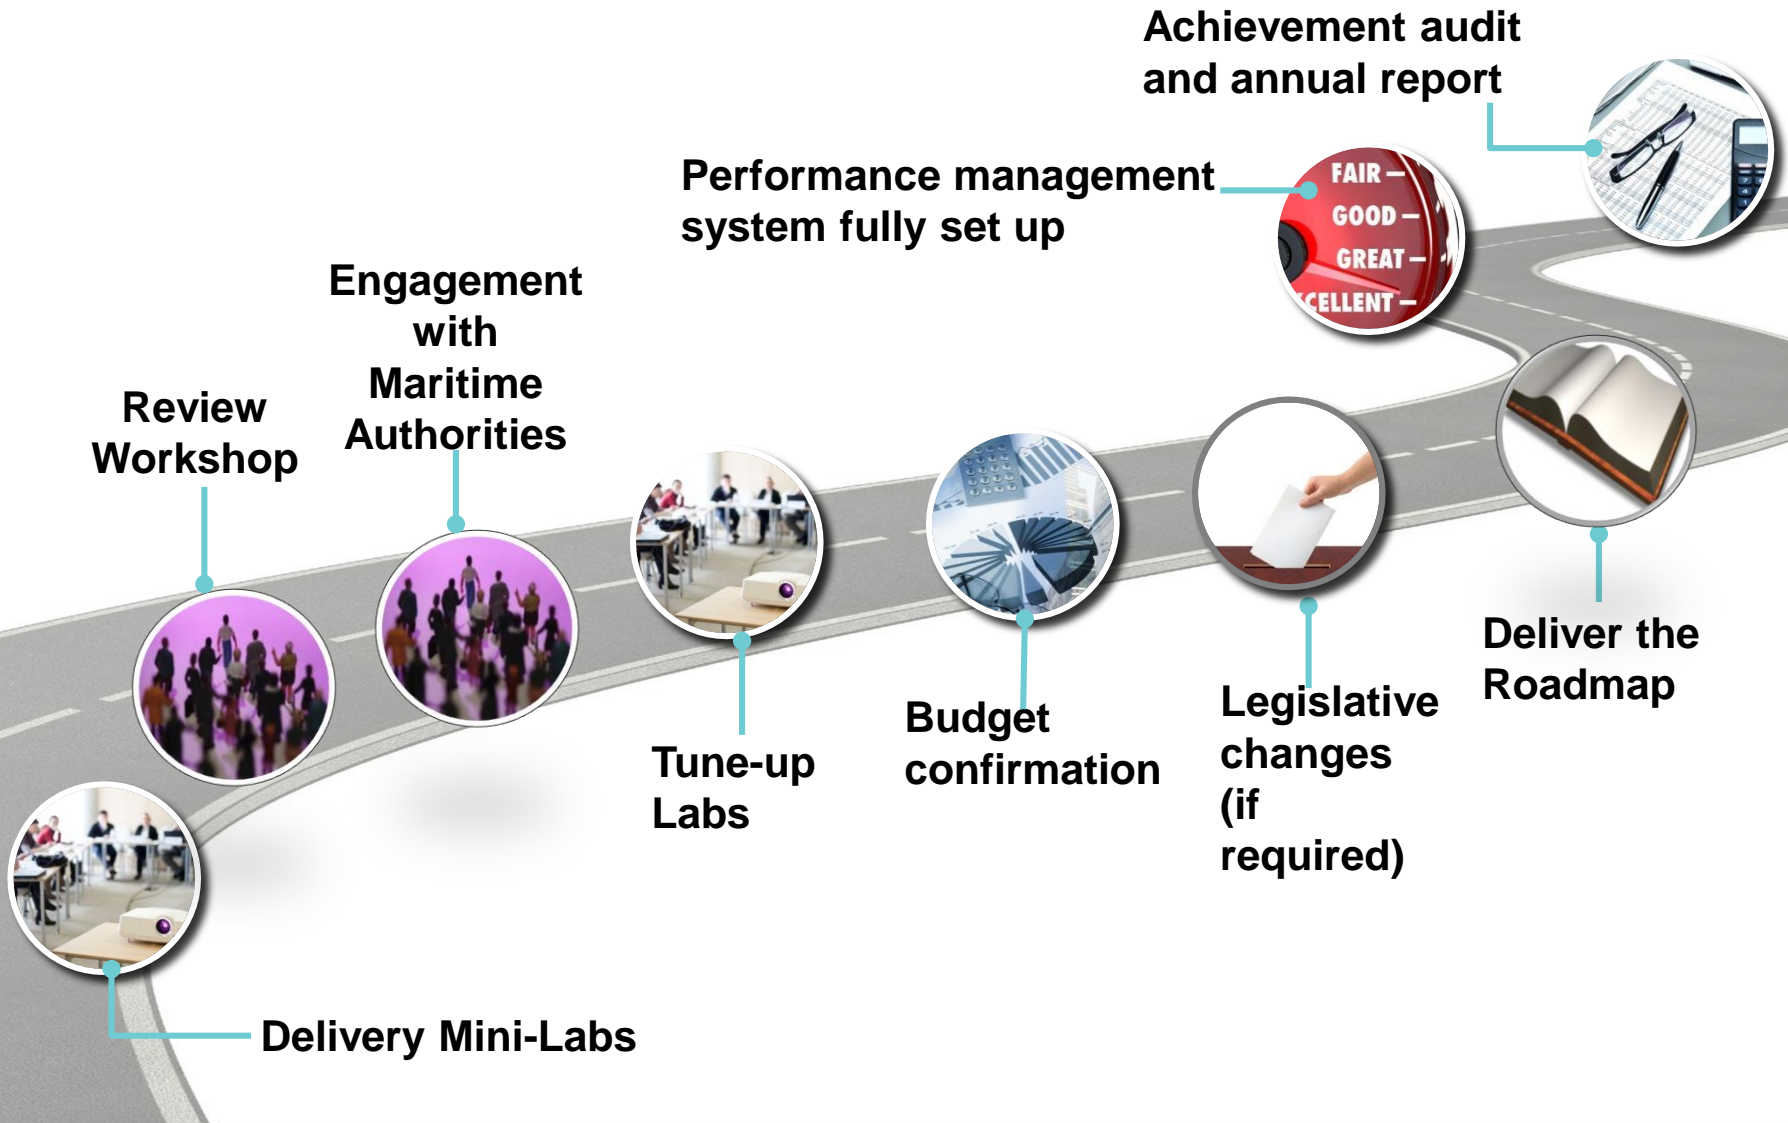 Achievement audit
and annual report
Performance management
system fully set up
FAIR
GOOD
GREAT
CELLENT
Engagement
with
Maritime
Authorities
Review
Workshop
Deliver the
Roadmap
Legislative
changes
(if
required)
Budget
confirmation
Tune-up
Labs
Delivery Mini-Labs